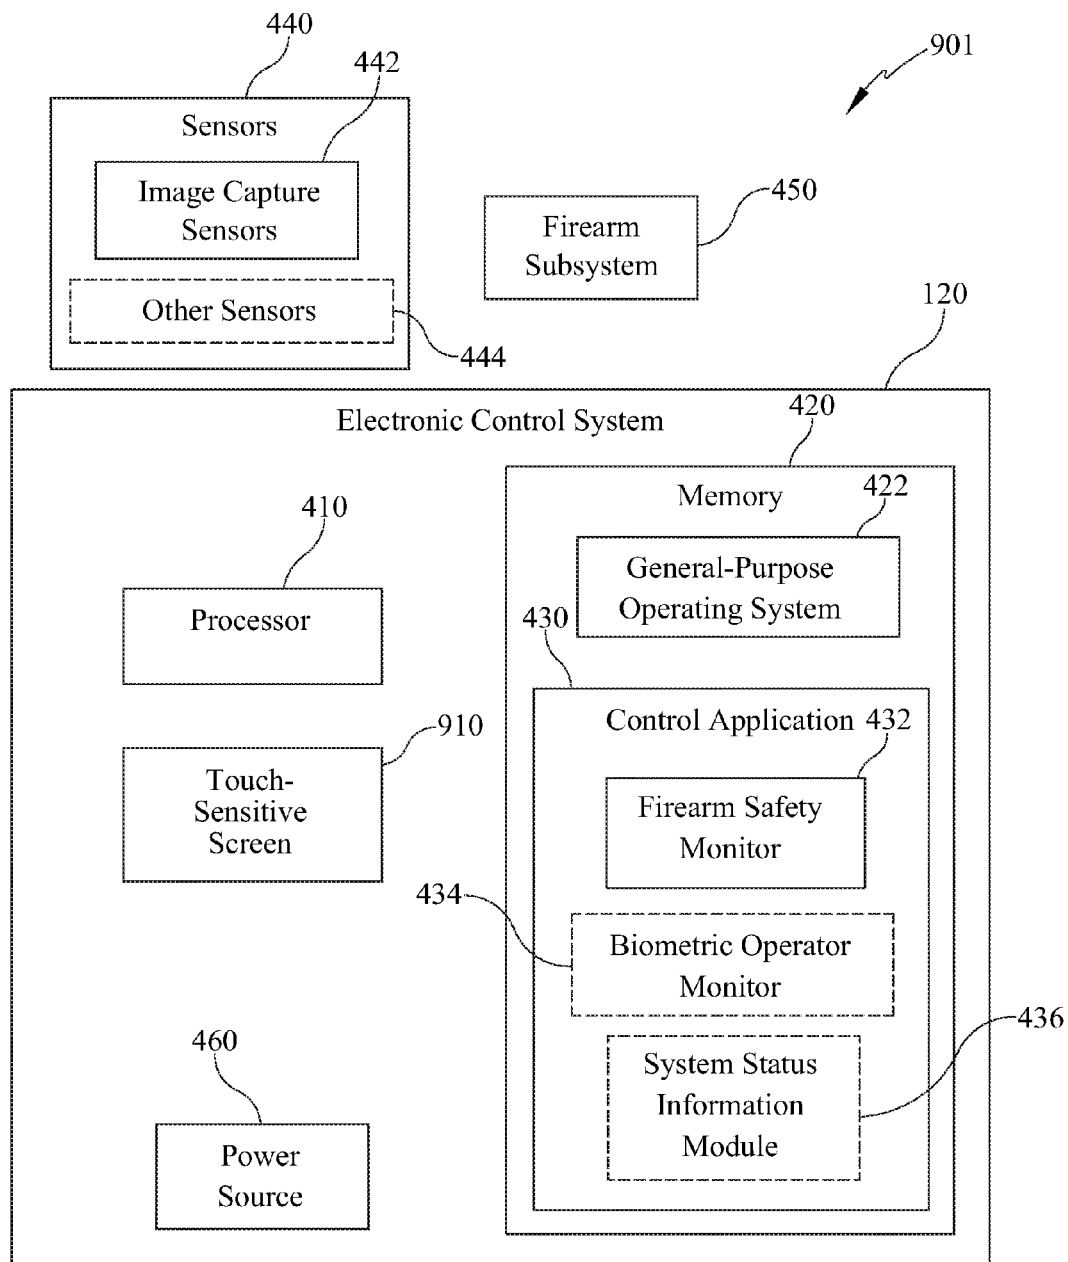 440
442
901
Sensors
Image Capture
Sensors
450
Firearm
Subsystem
Other Sensors
444
120
Electronic Control System
420
Memory
422
General-Purpose
Operating System
410
Processor
430
Control Application
432
910
Touch-
Sensitive
Screen
Firearm Safety
Monitor
434
Biometric Operator
Monitor
436
System Status
Information
Module
460
Power
Source